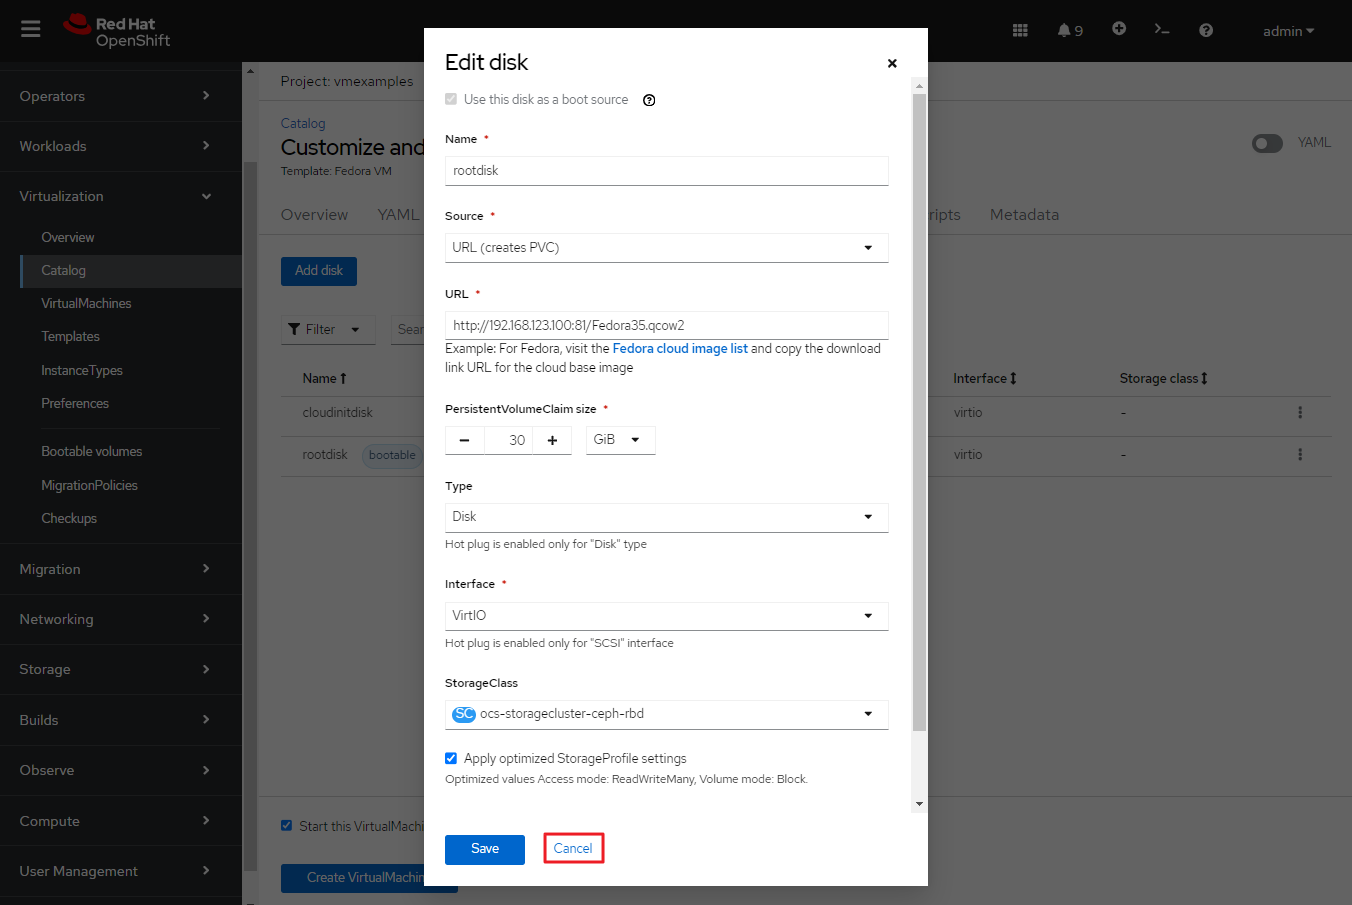 Red Hat
OpenShift
9
admin
Operators
Workloads
Virtualization
Overview
Catalog
VirtualMachines
Templates
InstanceTypes
Preferences
Bootable volumes
MigrationPolicies
Checkups
Migration
Networking
Storage
Builds
Observe
Compute
User Management
Project: vmexamples
Catalog
Customize and
Template: Fedora VM
YAML
Overview YAML
ripts Metadata
Add disk
Filter
Sear
Name
Interface Storage class
cloudinitdisk
virtio -
rootdisk bootable
virtio -
Start this VirtualMachi
Create VirtualMachin
Edit disk
Use this disk as a boot source
Name *
rootdisk
Source *
URL (creates PVC)
URL *
http://192.168.123.100:81/Fedora35.qcow2
Example: For Fedora, visit the Fedora cloud image list and copy the download
link URL for the cloud base image
PersistentVolumeClaim size *
30 GiB
Type
Disk
Hot plug is enabled only for "Disk" type
Interface *
VirtIO
Hot plug is enabled only for "SCSI" interface
StorageClass
SC ocs-storagecluster-ceph-rbd
Apply optimized StorageProfile settings
Optimized values Access mode: ReadWriteMany, Volume mode: Block.
Save Cancel